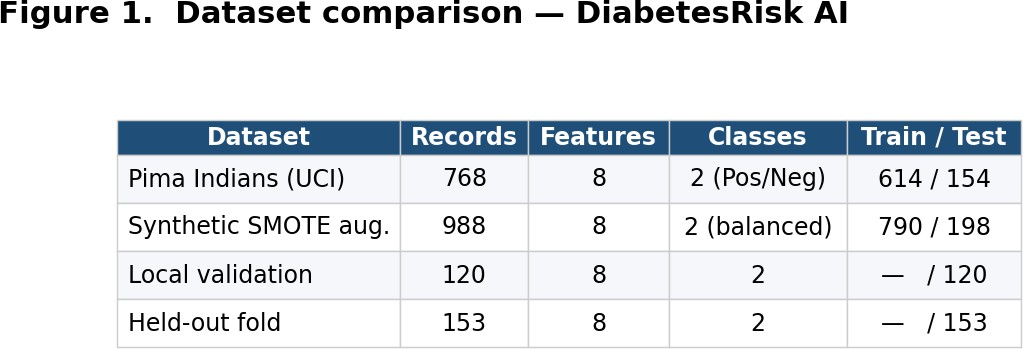 Figure 1. Dataset comparison — DiabetesRisk AI
Dataset Records Features Classes Train / Test
Pima Indians (UCI) 768 8 2 (Pos/Neg) 614 / 154
Synthetic SMOTE aug. 988 8 2 (balanced) 790 / 198
Local validation 120 8 2 — / 120
Held-out fold 153 8 2 — / 153